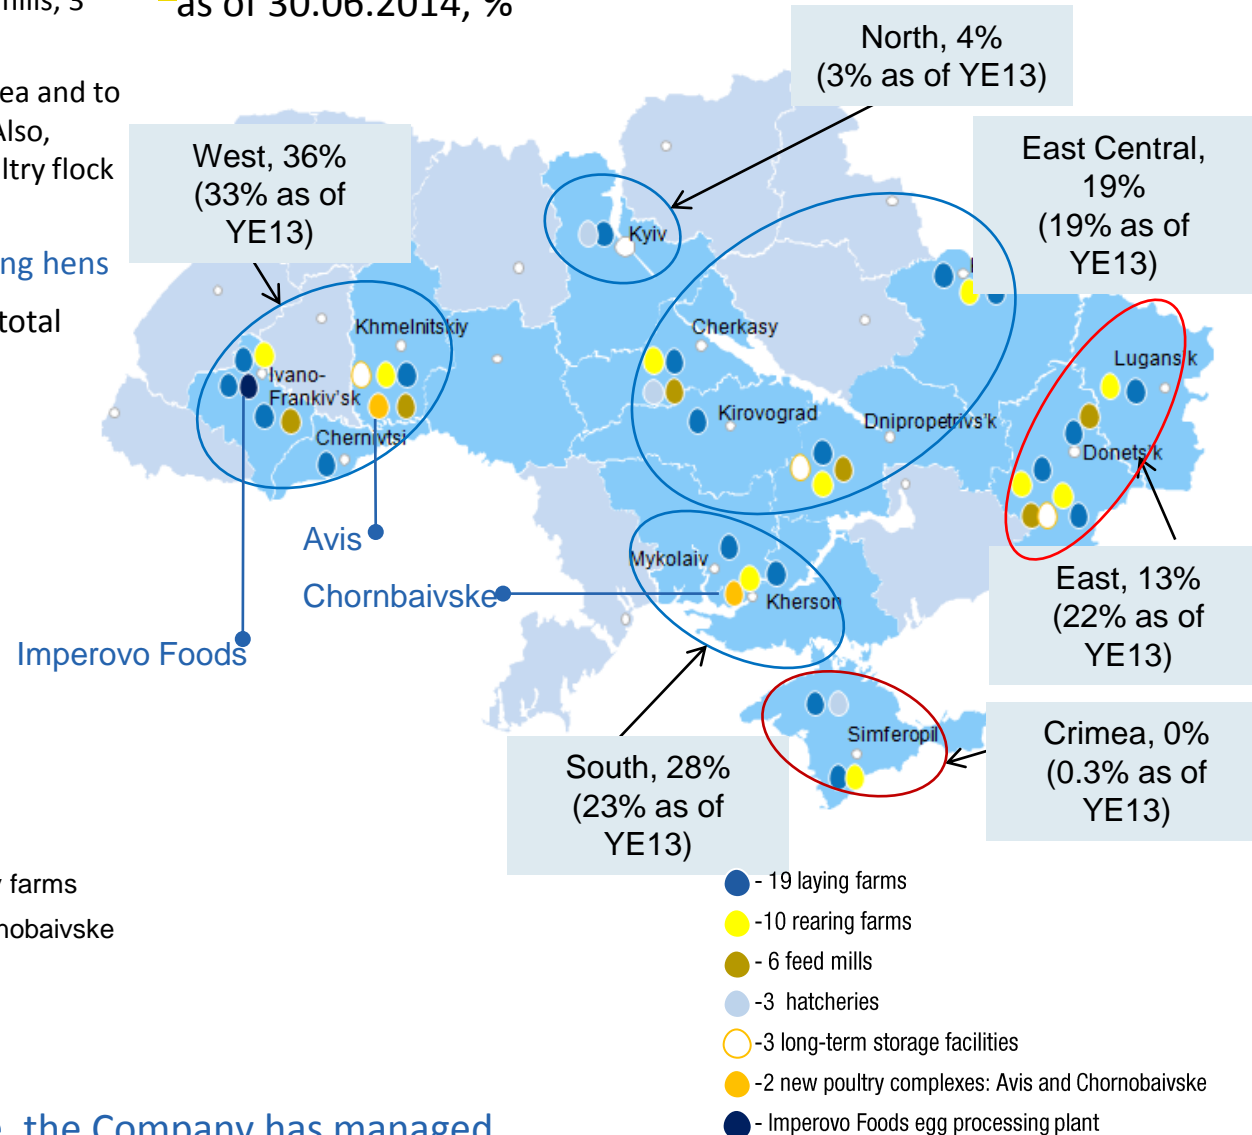 mills, 3
as of 30.06.2014, %
ea and to
Also,
ltry flock
ng hens
total
North, 4%
(3% as of YE13)
West, 36%
(33% as of
YE13)
East Central,
19%
(19% as of
YE13)
Kyiv
Khmelnitskiy
Cherkasy
Lugans'k
Ivano-
Frankiv'sk
Kirovograd
Dnipropetrivs'k
Chernivtsi
Donets'k
Avis
Mykolaiv
Chornbaivske
Kherson
Imperovo Foods
East, 13%
(22% as of
YE13)
Simferopil
South, 28%
(23% as of
YE13)
Crimea, 0%
(0.3% as of
YE13)
farms
nobaivske
- 19 laying farms
-10 rearing farms
- 6 feed mills
-3 hatcheries
-3 long-term storage facilities
-2 new poultry complexes: Avis and Chornobaivske
- Imperovo Foods egg processing plant
the Company has managed